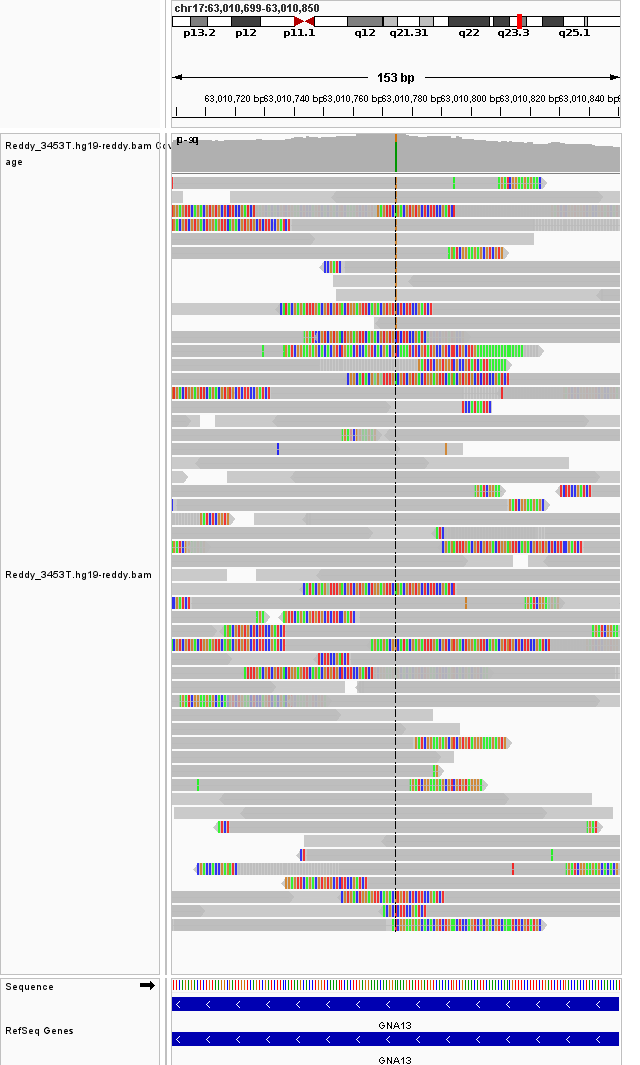 chr17:63,010,699-63,010,850
p13.2 p12 p11.1 q12 q21.31 q22 q23.3 q25.1
153 bp
63,010,720 bp 63,010,740 bp 63,010,760 bp 63,010,780 bp 63,010,800 bp 63,010,820 bp 63,010,840 bp
Reddy_3453T.hg19-reddy.bam Cov
age
Reddy_3453T.hg19-reddy.bam
Sequence
RefSeq Genes
GNA13
GNA13